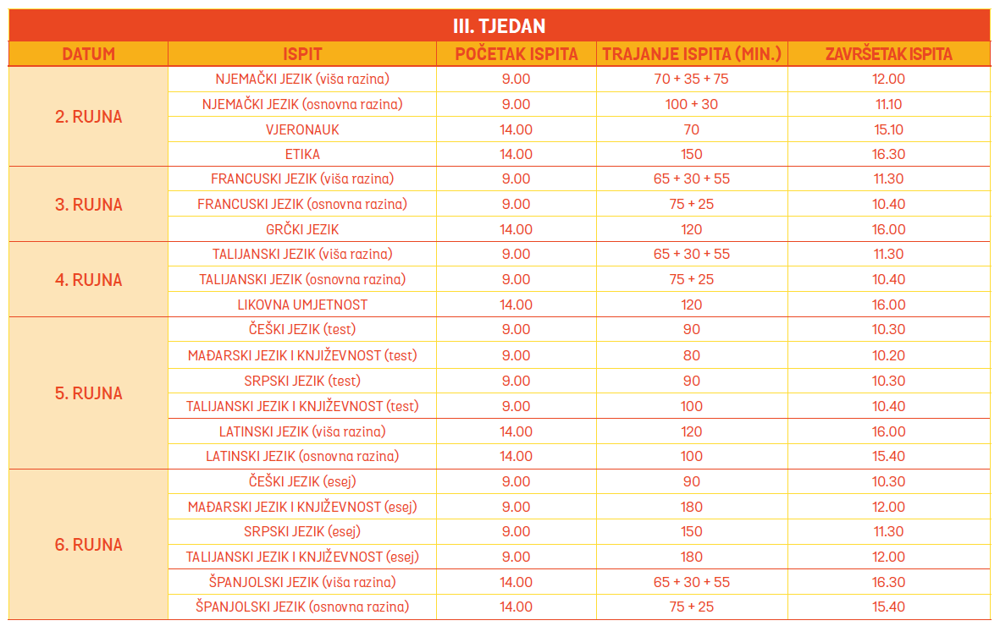 III. TJEDAN
DATUM ISPIT POČETAK ISPITA TRAJANJE ISPITA (MIN.) ZAVRŠETAK ISPITA
2. RUJNA
NJEMAČKI JEZIK (viša razina) 9.00 70 + 35 + 75 12.00
NJEMAČKI JEZIK (osnovna razina) 9.00 100 + 30 11.10
VJERONAUK 14.00 70 15.10
ETIKA 14.00 150 16.30
3. RUJNA
FRANCUSKI JEZIK (viša razina) 9.00 65 + 30 + 55 11.30
FRANCUSKI JEZIK (osnovna razina) 9.00 75 + 25 10.40
GRČKI JEZIK 14.00 120 16.00
4. RUJNA
TALIJANSKI JEZIK (viša razina) 9.00 65 + 30 + 55 11.30
TALIJANSKI JEZIK (osnovna razina) 9.00 75 + 25 10.40
LIKOVNA UMJETNOST 14.00 120 16.00
5. RUJNA
ČEŠKI JEZIK (test) 9.00 90 10.30
MAĐARSKI JEZIK I KNJIŽEVNOST (test) 9.00 80 10.20
SRPSKI JEZIK (test) 9.00 90 10.30
TALIJANSKI JEZIK I KNJIŽEVNOST (test) 9.00 100 10.40
LATINSKI JEZIK (viša razina) 14.00 120 16.00
LATINSKI JEZIK (osnovna razina) 14.00 100 15.40
6. RUJNA
ČEŠKI JEZIK (esej) 9.00 90 10.30
MAĐARSKI JEZIK I KNJIŽEVNOST (esej) 9.00 180 12.00
SRPSKI JEZIK (esej) 9.00 150 11.30
TALIJANSKI JEZIK I KNJIŽEVNOST (esej) 9.00 180 12.00
ŠPANJOLSKI JEZIK (viša razina) 14.00 65 + 30 + 55 16.30
ŠPANJOLSKI JEZIK (osnovna razina) 14.00 75 + 25 15.40